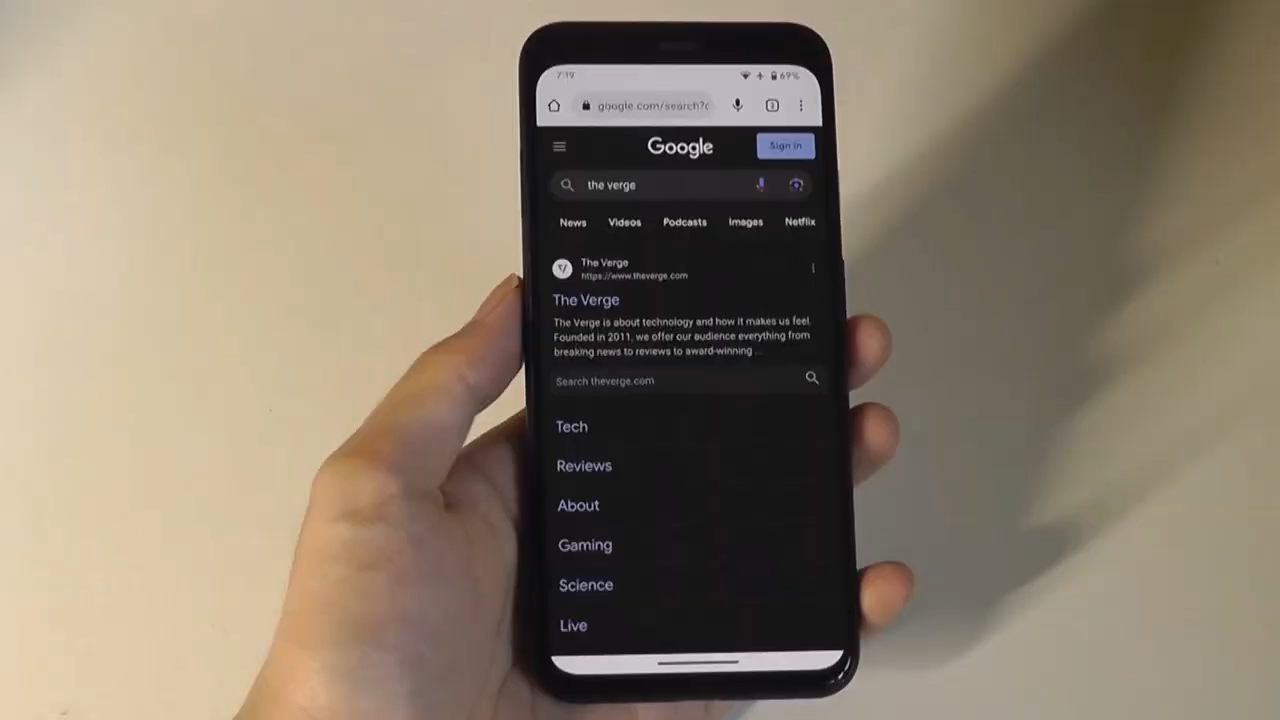 7:19 69%
google.com/search?c
Google Sign in
the verge
News Videos Podcasts Images Netflix
The Verge
https://www.theverge.com
The Verge
The Verge is about technology and how it makes us feel.
Founded in 2011, we offer our audience everything from
breaking news to reviews to award-winning ...
Search theverge.com
Tech
Reviews
About
Gaming
Science
Live